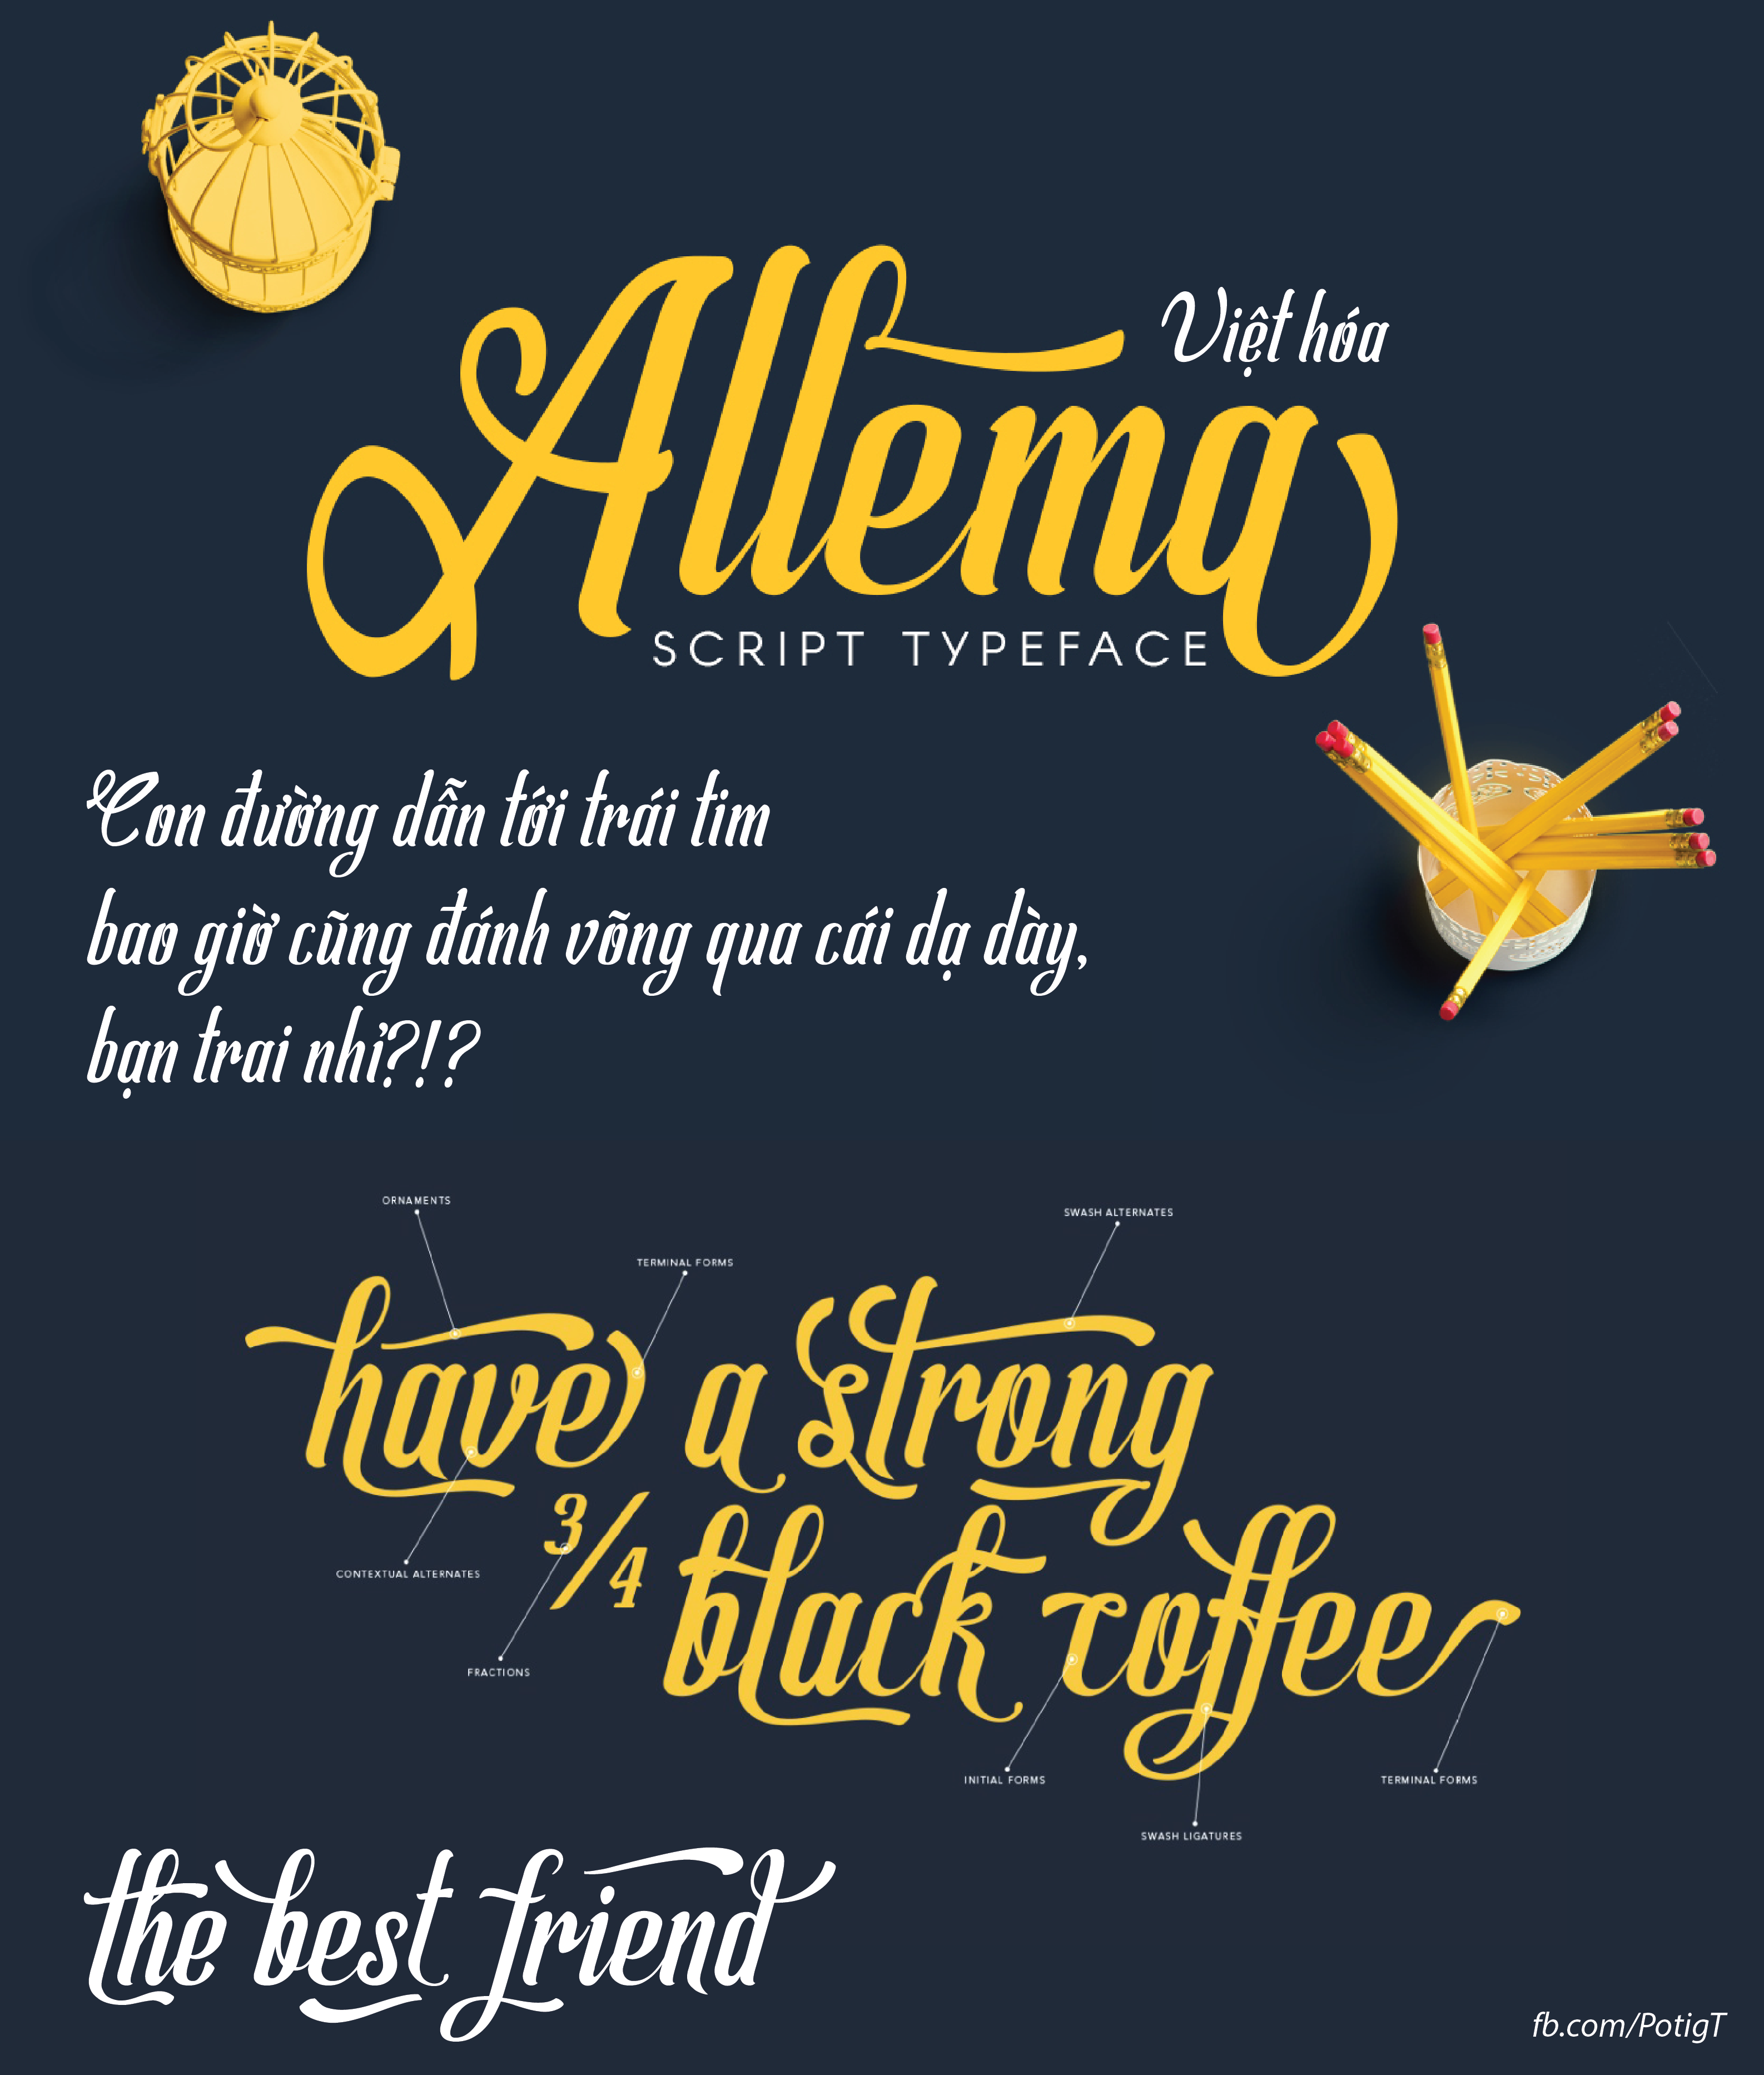 Việt hóa
Allema
SCRIPT TYPEFACE
Con đường dẫn tới trái tim
bao giờ cũng đánh võng qua cái dạ dày,
bạn trai nhỉ?!?
ORNAMENTS
SWASH ALTERNATES
TERMINAL FORMS
have a strong
3/4 black coffee
CONTEXTUAL ALTERNATES
FRACTIONS
INITIAL FORMS
TERMINAL FORMS
SWASH LIGATURES
the best friend
fb.com/PotigT